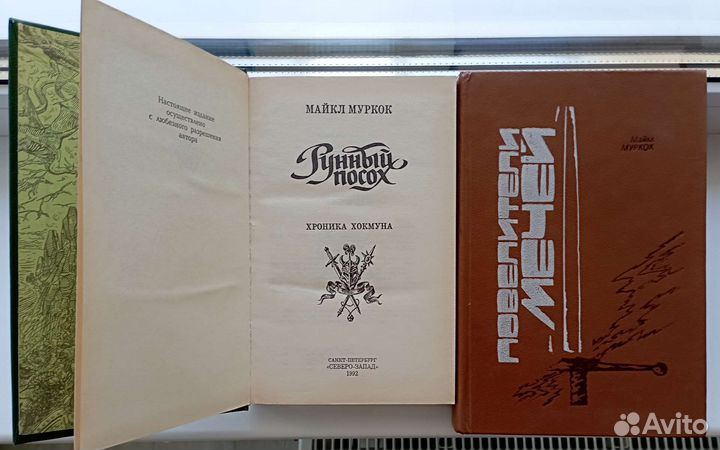 Настоящее издание
осуществлено
с любезного разрешения
автора
МАЙКЛ МУРКОК
Рунный
посох
ХРОНИКА ХОКМУНА
САНКТ-ПЕТЕРБУРГ
«СЕВЕРО-ЗАПАД»
1992
Майкл
МУРКОК
ПОВЕЛИТЕЛИ
МЕЧЕЙ
Avito